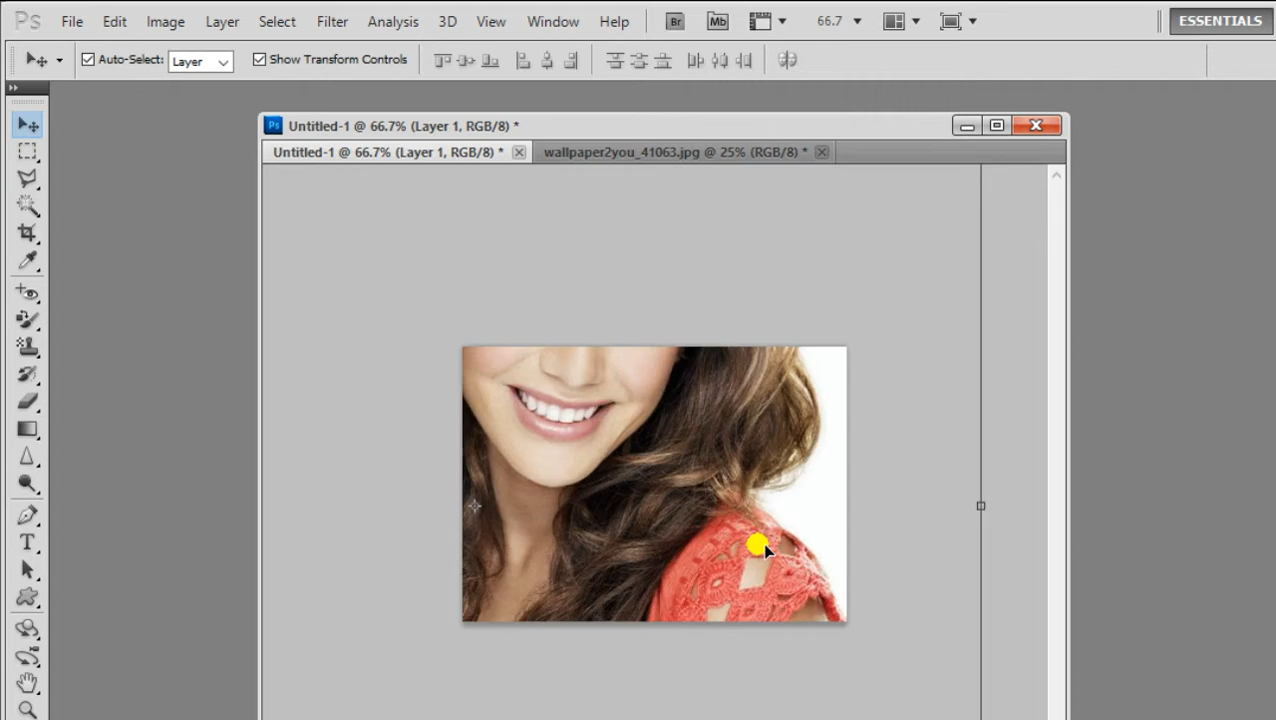 Ps File Edit Image Layer Select Filter Analysis 3D View Window Help Br Mb 66.7 ESSENTIALS
Auto-Select: Layer Show Transform Controls
Ps Untitled-1 @ 66.7% (Layer 1, RGB/8) *
Untitled-1 @ 66.7% (Layer 1, RGB/8) * wallpaper2you_41063.jpg @ 25% (RGB/8) *
T